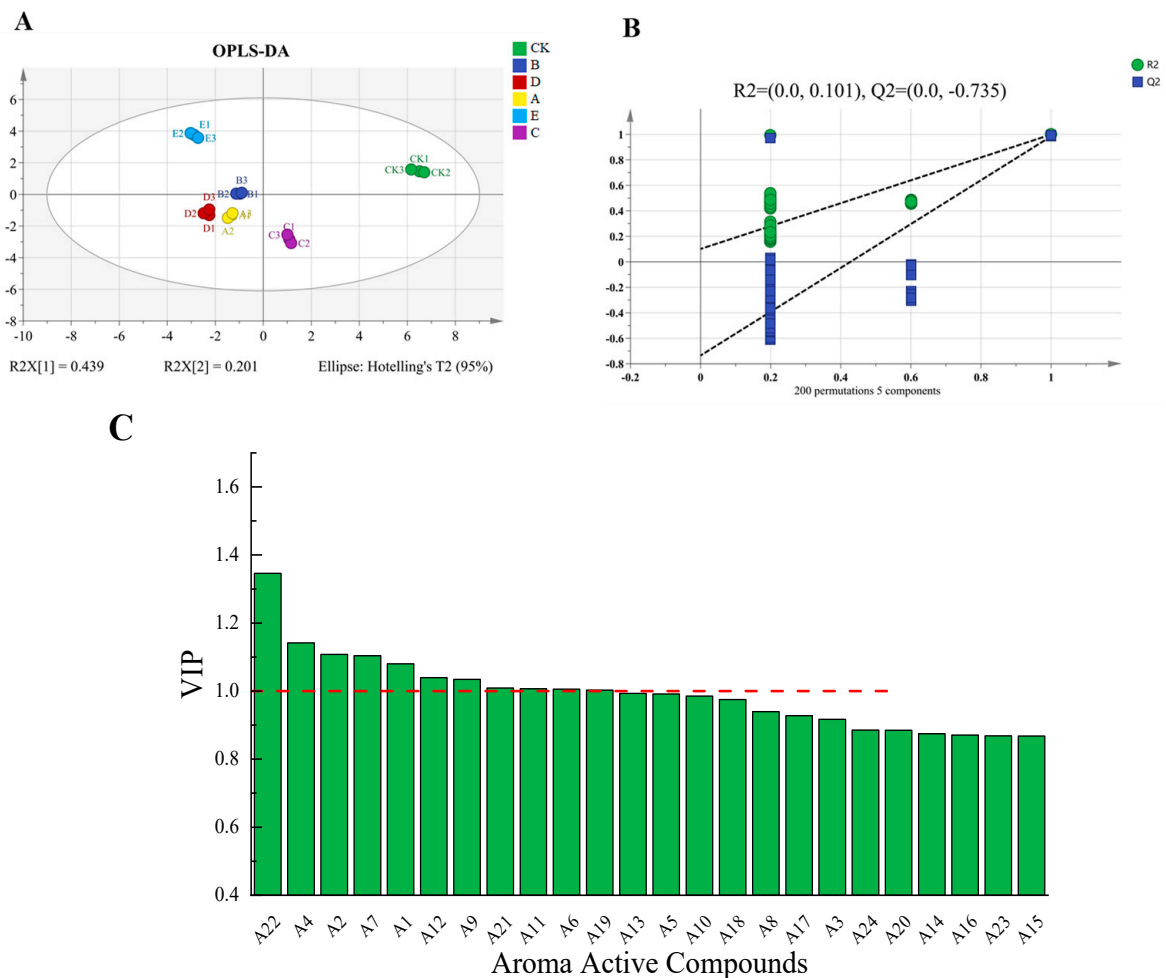 A
OPLS-DA
CK
B
D
A
E
C
6
4
2
0
-2
-4
-6
-8
-10 -8 -6 -4 -2 0 2 4 6 8
E1
E2
E3
CK1
CK3
CK2
B3
B2
B1
D3
D2
D1
A3
A2
C1
C3
C2
R2X[1] = 0.439 R2X[2] = 0.201 Ellipse: Hotelling's T2 (95%)
B
R2
Q2
R2=(0.0, 0.101), Q2=(0.0, -0.735)
1
0.8
0.6
0.4
0.2
0
-0.2
-0.4
-0.6
-0.8
-0.2 0 0.2 0.4 0.6 0.8 1
200 permutations 5 components
C
VIP
1.6
1.4
1.2
1.0
0.8
0.6
0.4
A22 A4 A2 A7 A1 A12 A9 A21 A11 A6 A19 A13 A5 A10 A18 A8 A17 A3 A24 A20 A14 A16 A23 A15
Aroma Active Compounds